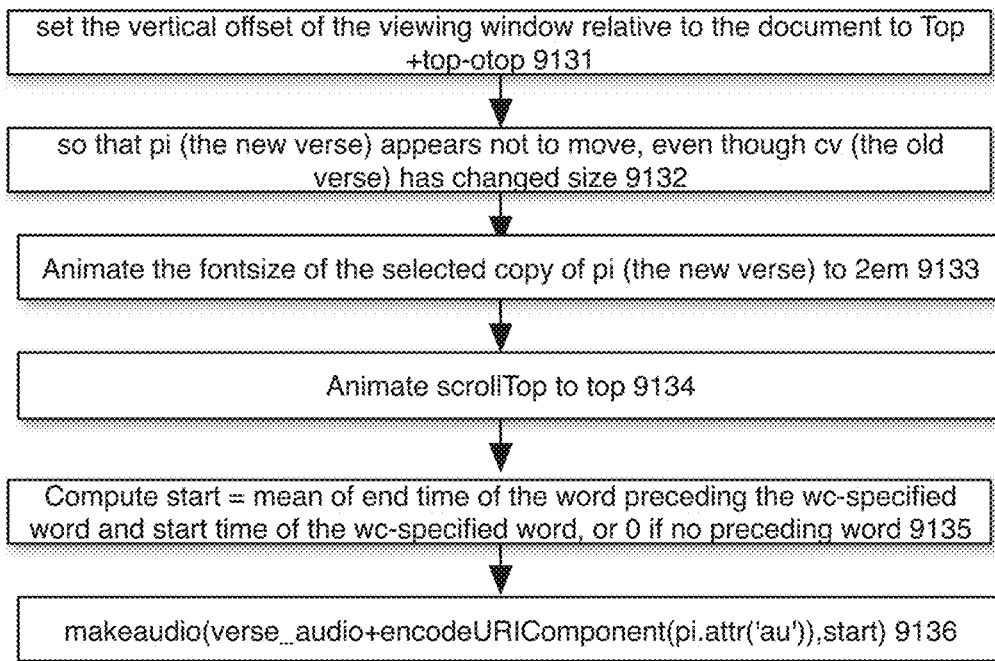 set the vertical offset of the viewing window relative to the document to Top
+top-otop 9131
so that pi (the new verse) appears not to move, even though cv (the old
verse) has changed size 9132
Animate the fontsize of the selected copy of pi (the new verse) to 2em 9133
Animate scrollTop to top 9134
Compute start = mean of end time of the word preceding the wc-specified
word and start time of the wc-specified word, or 0 if no preceding word 9135
makeaudio(verse_audio+encodeURIComponent(pi.attr('au')),start) 9136